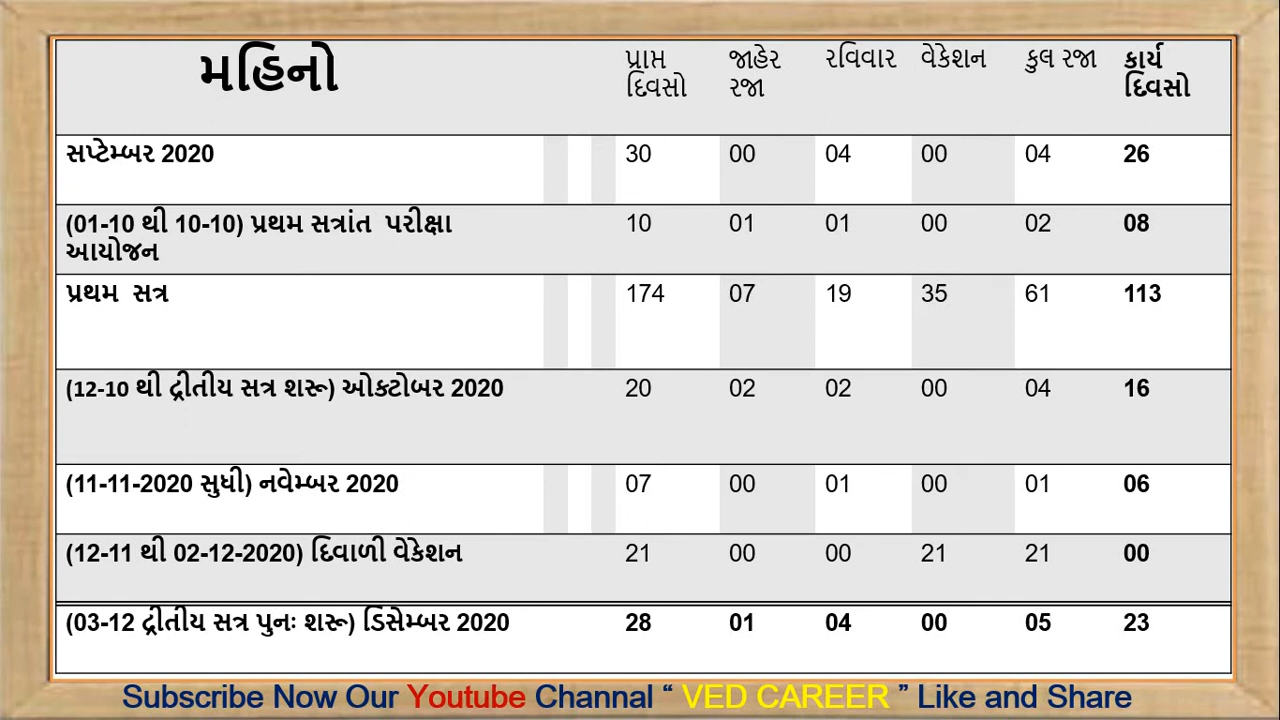 મહિનો પ્રાપ્ત દિવસો જાહેર રજા રવિવાર વેકેશન કુલ રજા કાર્ય દિવસો
સપ્ટેમ્બર 2020 30 00 04 00 04 26
(01-10 થી 10-10) પ્રથમ સત્રાંત પરીક્ષા
આયોજન 10 01 01 00 02 08
પ્રથમ સત્ર 174 07 19 35 61 113
(12-10 થી દ્રીતીય સત્ર શરૂ) ઓક્ટોબર 2020 20 02 02 00 04 16
(11-11-2020 સુધી) નવેમ્બર 2020 07 00 01 00 01 06
(12-11 થી 02-12-2020) દિવાળી વેકેશન 21 00 00 21 21 00
(03-12 દ્રીતીય સત્ર પુનઃ શરૂ) ડિસેમ્બર 2020 28 01 04 00 05 23
Subscribe Now Our Youtube Channal “ VED CAREER ” Like and Share